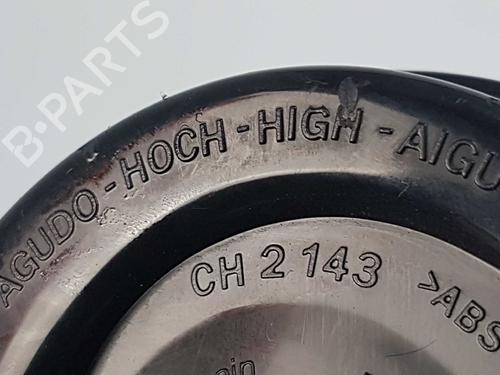 B-PARTS
AGUDO-HOCH-HIGH-AIGU
CH 2 143
>ABS